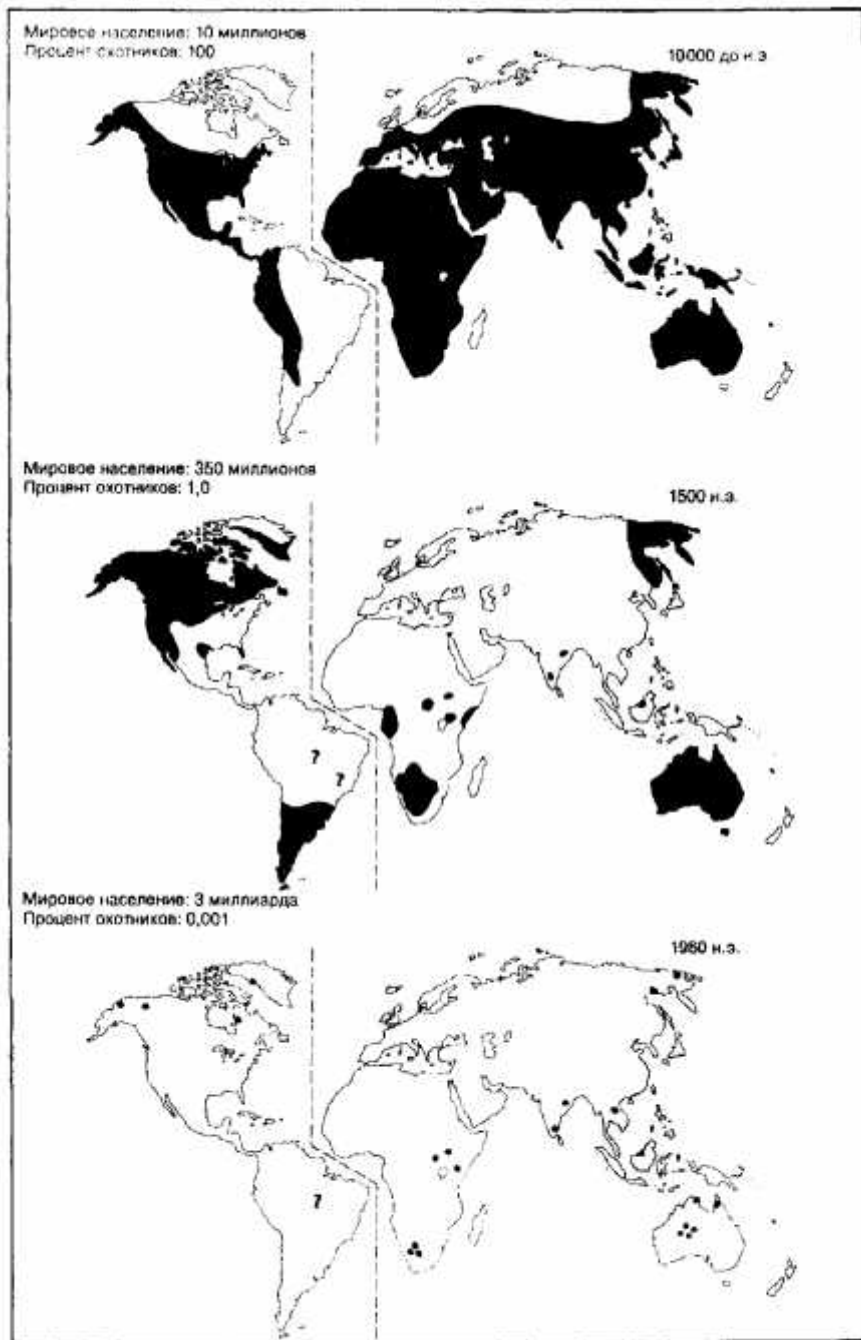 Мировое население: 10 миллионов
Процент охотников: 100
10000 до н.э.
Мировое население: 350 миллионов
Процент охотников: 1,0
1500 н.э.
?
?
Мировое население: 3 миллиарда
Процент охотников: 0,001
1960 н.э.
?